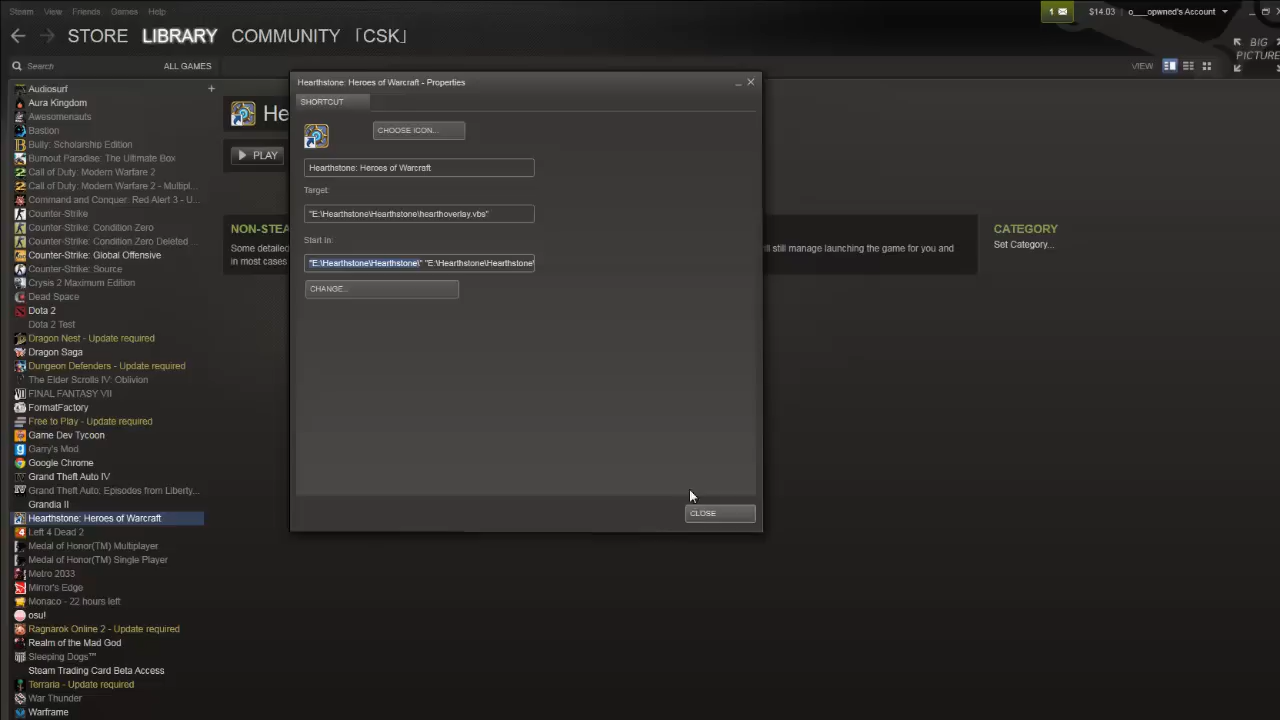 Steam View Friends Games Help
1 $14.03 o___opwned's Account
STORE LIBRARY COMMUNITY 「CSK」
BIG PICTURE
Search ALL GAMES VIEW
Audiosurf +
Aura Kingdom
Awesomenauts
Bastion
Bully: Scholarship Edition
Burnout Paradise: The Ultimate Box
Call of Duty: Modern Warfare 2
Call of Duty: Modern Warfare 2 - Multipl...
Command and Conquer: Red Alert 3 - U...
Counter-Strike
Counter-Strike: Condition Zero
Counter-Strike: Condition Zero Deleted ...
Counter-Strike: Global Offensive
Counter-Strike: Source
Crysis 2 Maximum Edition
Dead Space
Dota 2
Dota 2 Test
Dragon Nest - Update required
Dragon Saga
Dungeon Defenders - Update required
The Elder Scrolls IV: Oblivion
FINAL FANTASY VII
FormatFactory
Free to Play - Update required
Game Dev Tycoon
Garry's Mod
Google Chrome
Grand Theft Auto IV
Grand Theft Auto: Episodes from Liberty...
Grandia II
Hearthstone: Heroes of Warcraft
Left 4 Dead 2
Medal of Honor(TM) Multiplayer
Medal of Honor(TM) Single Player
Metro 2033
Mirror's Edge
Monaco - 22 hours left
osu!
Ragnarok Online 2 - Update required
Realm of the Mad God
Sleeping Dogs™
Steam Trading Card Beta Access
Terraria - Update required
War Thunder
Warframe
He
PLAY
NON-STEA
Some detailed
in most cases
ill still manage launching the game for you and
CATEGORY
Set Category...
Hearthstone: Heroes of Warcraft - Properties
SHORTCUT
CHOOSE ICON...
Hearthstone: Heroes of Warcraft
Target:
"E:\Hearthstone\Hearthstone\hearthoverlay.vbs"
Start in:
"E:\Hearthstone\Hearthstone\" "E:\Hearthstone\Hearthstone\
CHANGE...
CLOSE